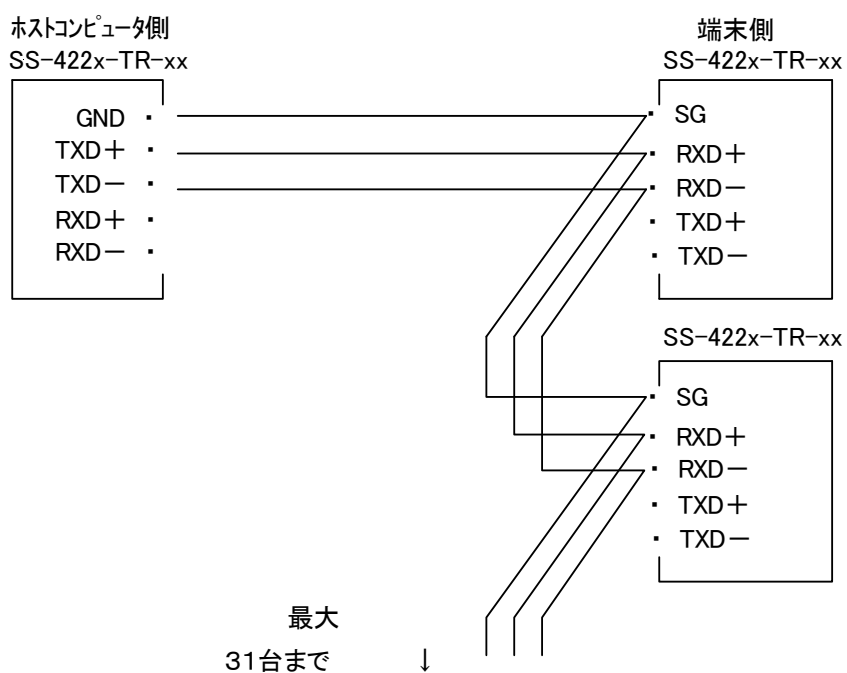 ﾎｽﾄｺﾝﾋﾟｭｰﾀ側
SS-422x-TR-xx
GND
TXD＋
TXD－
RXD＋
RXD－
端末側
SS-422x-TR-xx
SG
RXD＋
RXD－
TXD＋
TXD－
SS-422x-TR-xx
SG
RXD＋
RXD－
TXD＋
TXD－
最大
31台まで ↓